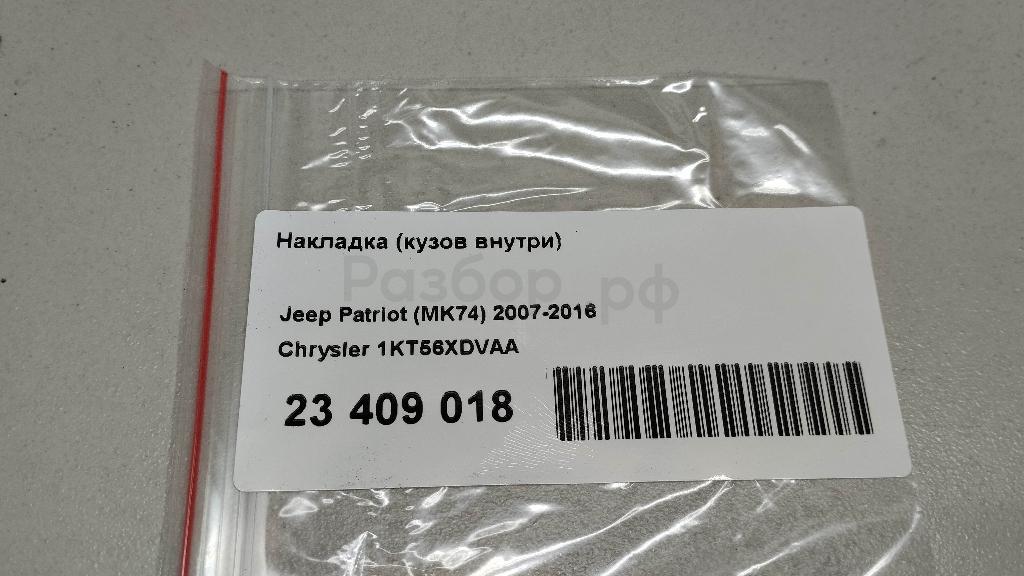 Накладка (кузов внутри)
Разбор.рф
Jeep Patriot (MK74) 2007-2016
Chrysler 1KT56XDVAA
23 409 018